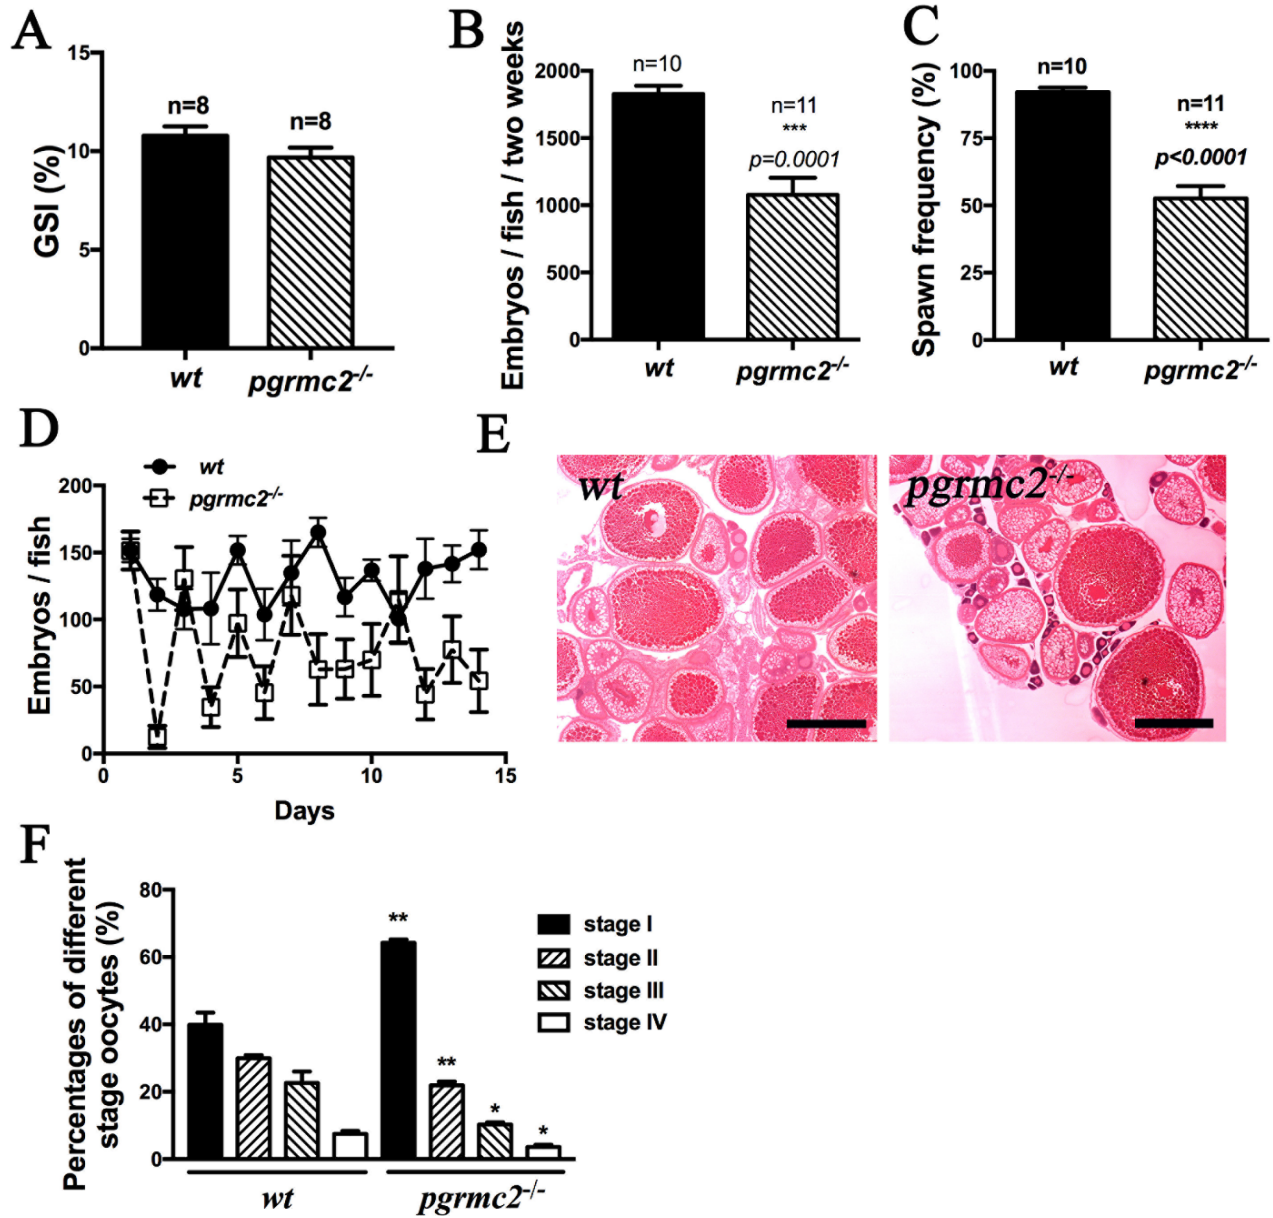 A
GSI (%)
15
10
5
0
n=8
n=8
wt
pgrmc2-/-
B
Embryos / fish / two weeks
2000
1500
1000
500
0
n=10
n=11
***
p=0.0001
wt
pgrmc2-/-
C
Spawn frequency (%)
100
75
50
25
0
n=10
n=11
****
p<0.0001
wt
pgrmc2-/-
D
wt
pgrmc2-/-
Embryos / fish
200
150
100
50
0
0
5
10
15
Days
E
wt
pgrmc2-/-
F
Percentages of different
stage oocytes (%)
80
60
40
20
0
**
**
*
*
stage I
stage II
stage III
stage IV
wt
pgrmc2-/-